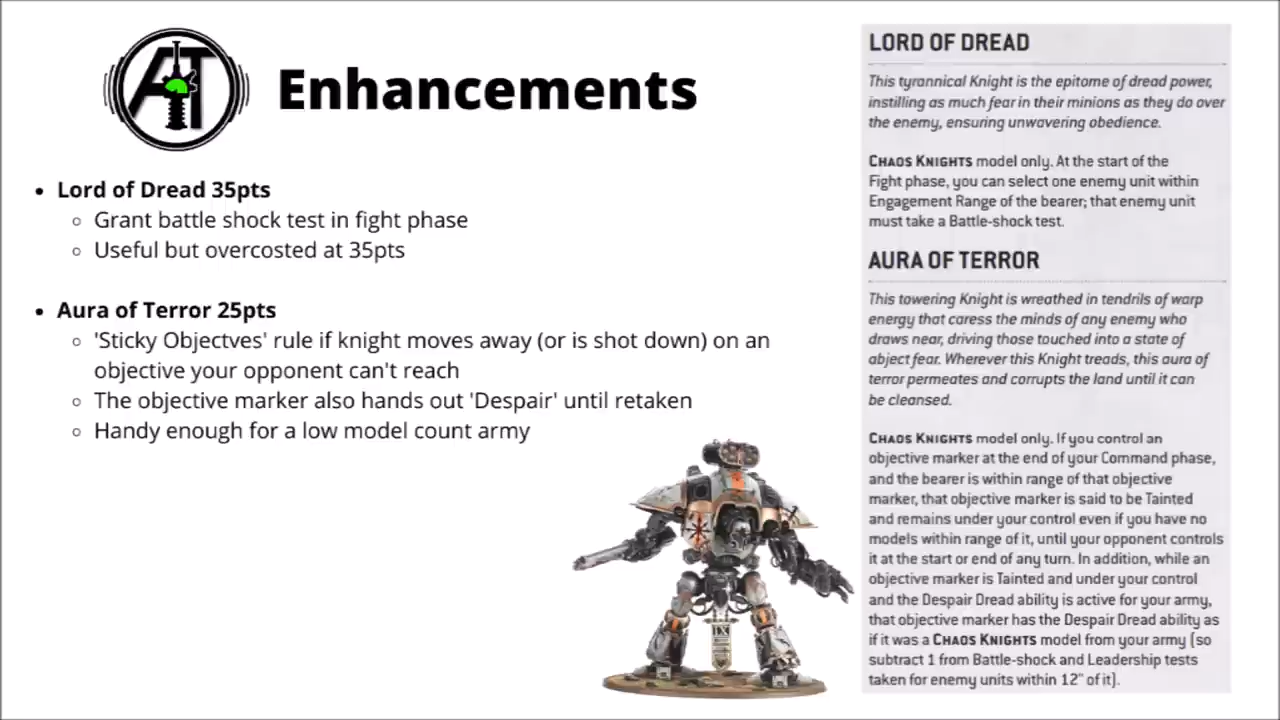 AT
Enhancements
• Lord of Dread 35pts
◦ Grant battle shock test in fight phase
◦ Useful but overcosted at 35pts
• Aura of Terror 25pts
◦ 'Sticky Objectves' rule if knight moves away (or is shot down) on an
objective your opponent can't reach
◦ The objective marker also hands out 'Despair' until retaken
◦ Handy enough for a low model count army
LORD OF DREAD
This tyrannical Knight is the epitome of dread power,
instilling as much fear in their minions as they do over
the enemy, ensuring unwavering obedience.
CHAOS KNIGHTS model only. At the start of the
Fight phase, you can select one enemy unit within
Engagement Range of the bearer; that enemy unit
must take a Battle-shock test.
AURA OF TERROR
This towering Knight is wreathed in tendrils of warp
energy that caress the minds of any enemy who
draws near, driving those touched into a state of
abject fear. Wherever this Knight treads, this aura of
terror permeates and corrupts the land until it can
be cleansed.
CHAOS KNIGHTS model only. If you control an
objective marker at the end of your Command phase,
and the bearer is within range of that objective
marker, that objective marker is said to be Tainted
and remains under your control even if you have no
models within range of it, until your opponent controls
it at the start or end of any turn. In addition, while an
objective marker is Tainted and under your control
and the Despair Dread ability is active for your army,
that objective marker has the Despair Dread ability as
if it was a CHAOS KNIGHTS model from your army (so
subtract 1 from Battle-shock and Leadership tests
taken for enemy units within 12" of it).